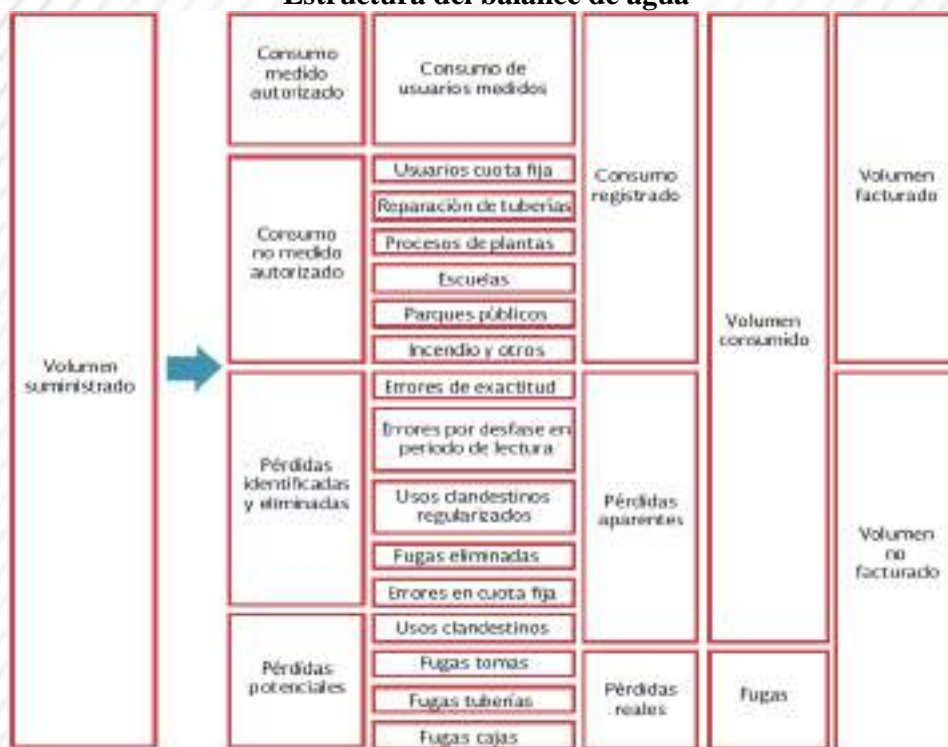 Estructura del balance de agua
Volumen
suministrado
Consumo
medido
autorizado
Consumo
no medido
autorizado
Pérdidas
identificadas
y eliminadas
Pérdidas
potenciales
Consumo de
usuarios medidos
Usuarios cuota fija
Reparación de tuberías
Procesos de plantas
Escuelas
Parques públicos
Incendio y otros
Errores de exactitud
Errores por desfase en
periodo de lectura
Usos clandestinos
regularizados
Fugas eliminadas
Errores en cuota fija
Usos clandestinos
Fugas tomas
Fugas tuberías
Fugas cajas
Consumo
registrado
Pérdidas
aparentes
Pérdidas
reales
Volumen
consumido
Fugas
Volumen
facturado
Volumen
no
facturado